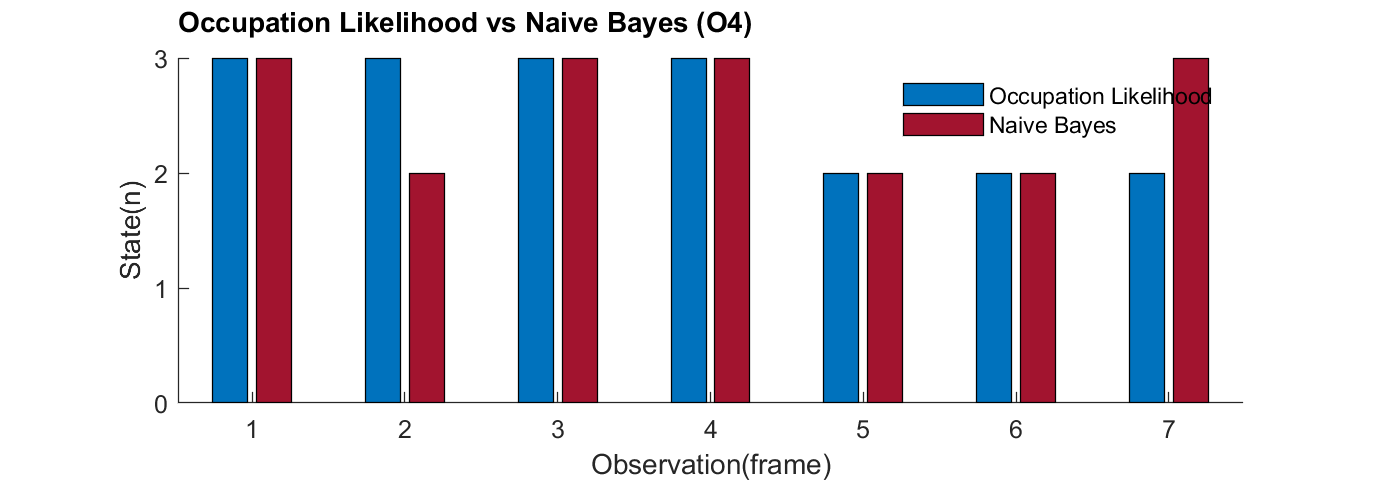 Occupation Likelihood vs Naive Bayes (O4)
3
Occupation Likelihood
Naive Bayes
2
State(n)
1
0
1 2 3 4 5 6 7
Observation(frame)